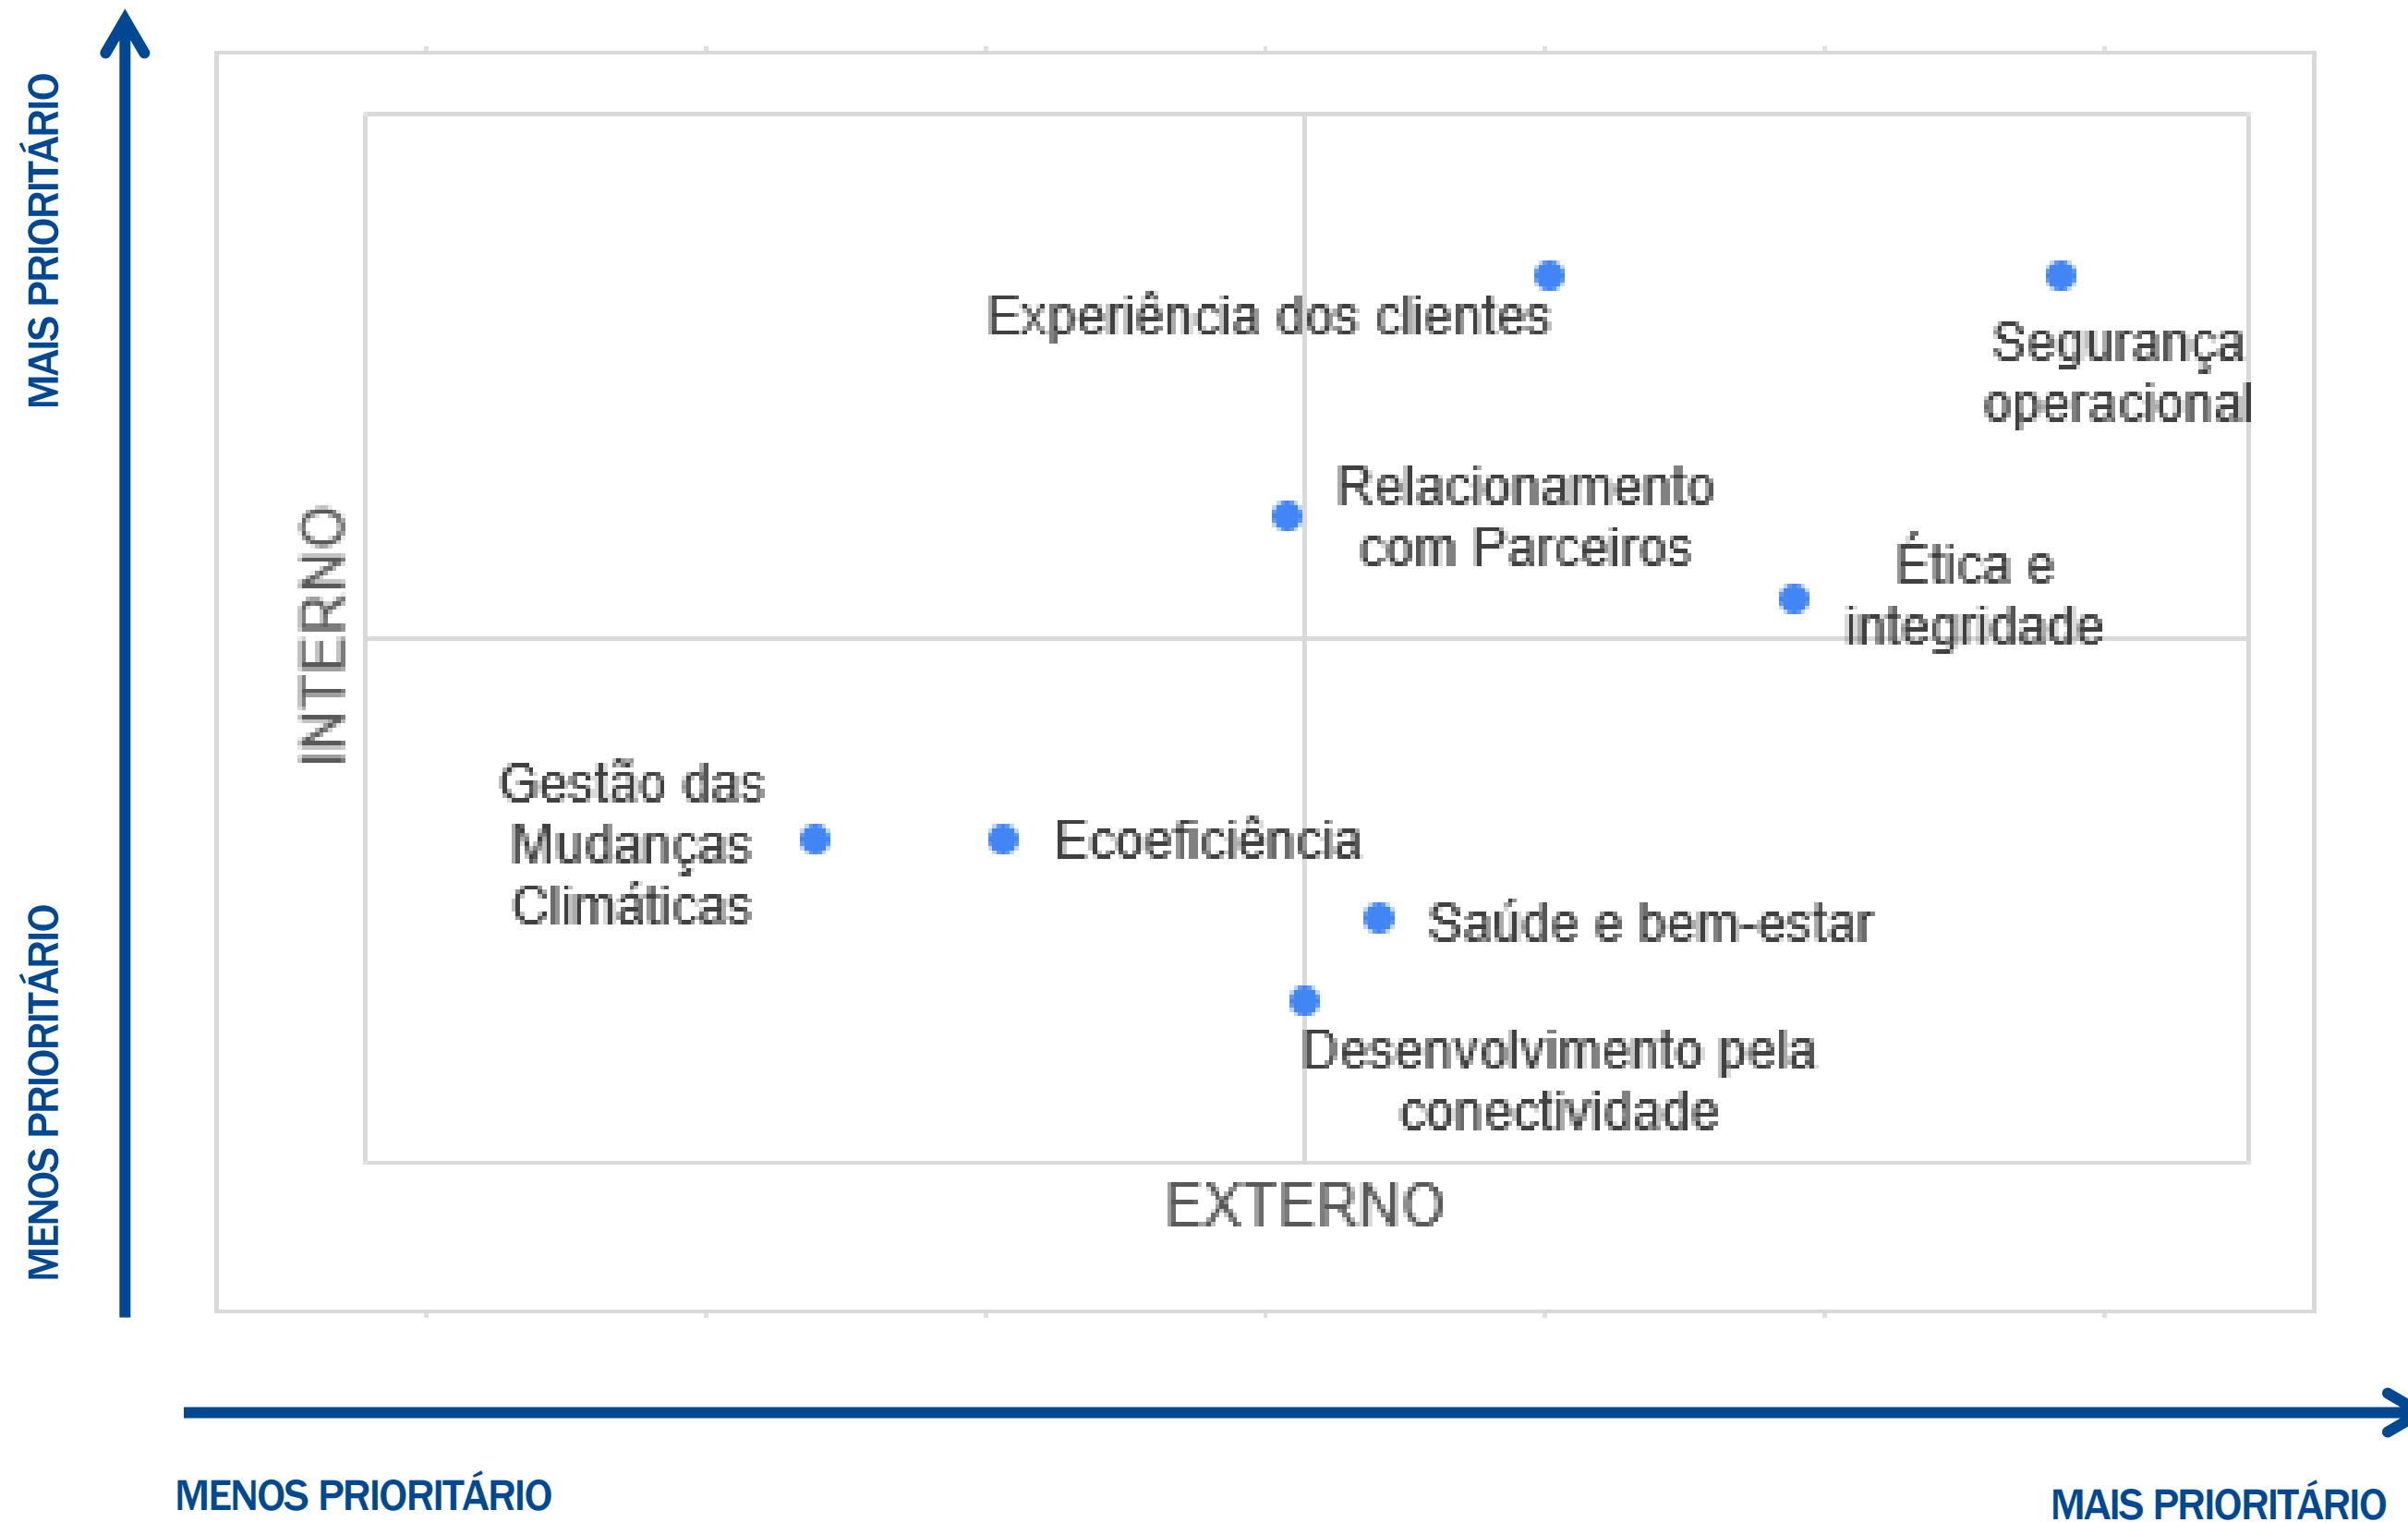 MAIS PRIORITÁRIO
Experiência dos clientes
Segurança
operacional
Relacionamento
com Parceiros
Ética e
integridade
INTERNO
Gestão das
Mudanças
Climáticas
Ecoeficiência
Saúde e bem-estar
Desenvolvimento pela
conectividade
MENOS PRIORITÁRIO
EXTERNO
MENOS PRIORITÁRIO
MAIS PRIORITÁRIO